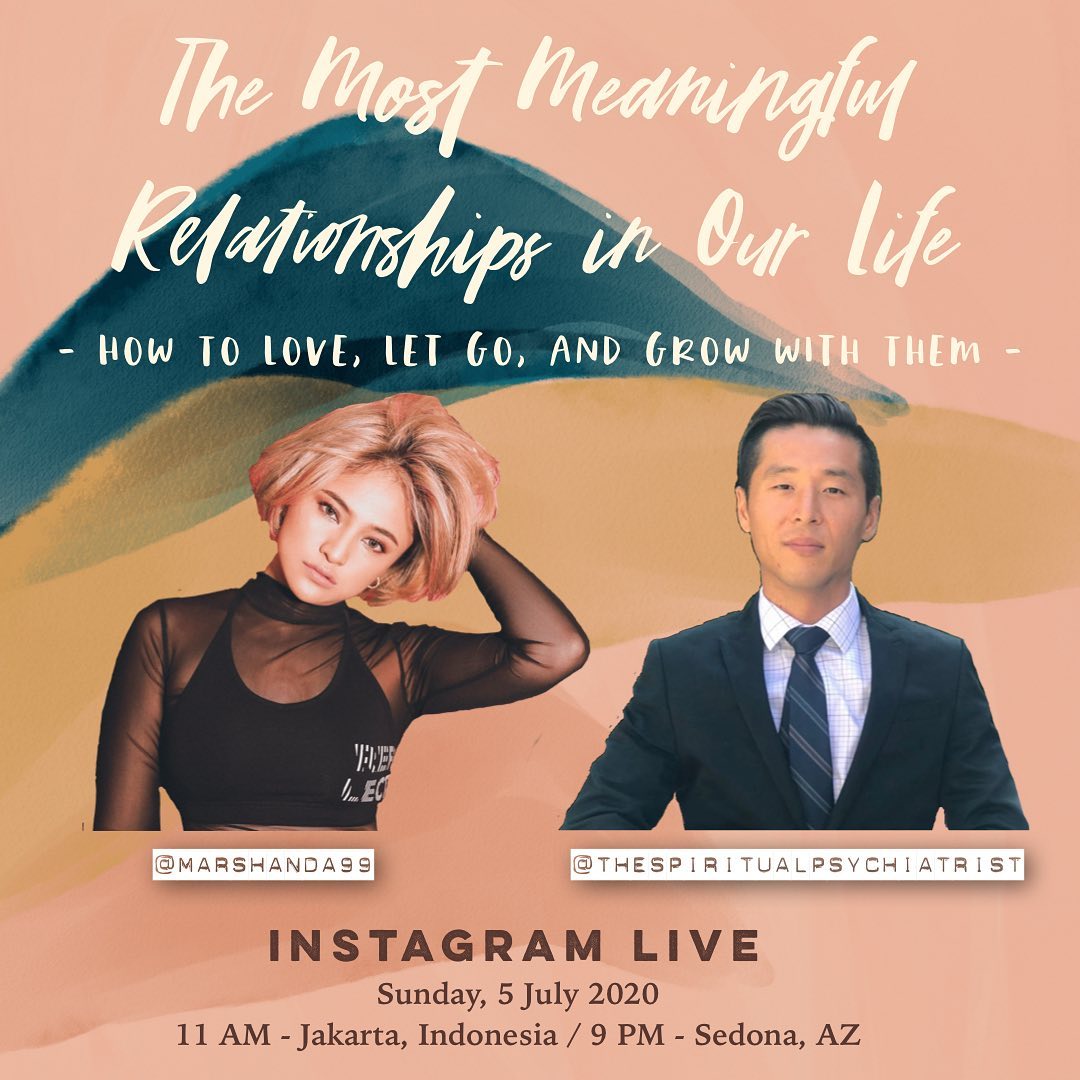 The Most Meaningful
Relationships in Our Life
- HOW TO LOVE, LET GO, AND GROW WITH THEM -
@MARSHANDA99
@THESPIRITUALPSYCHIATRIST
INSTAGRAM LIVE
Sunday, 5 July 2020
11 AM - Jakarta, Indonesia / 9 PM - Sedona, AZ